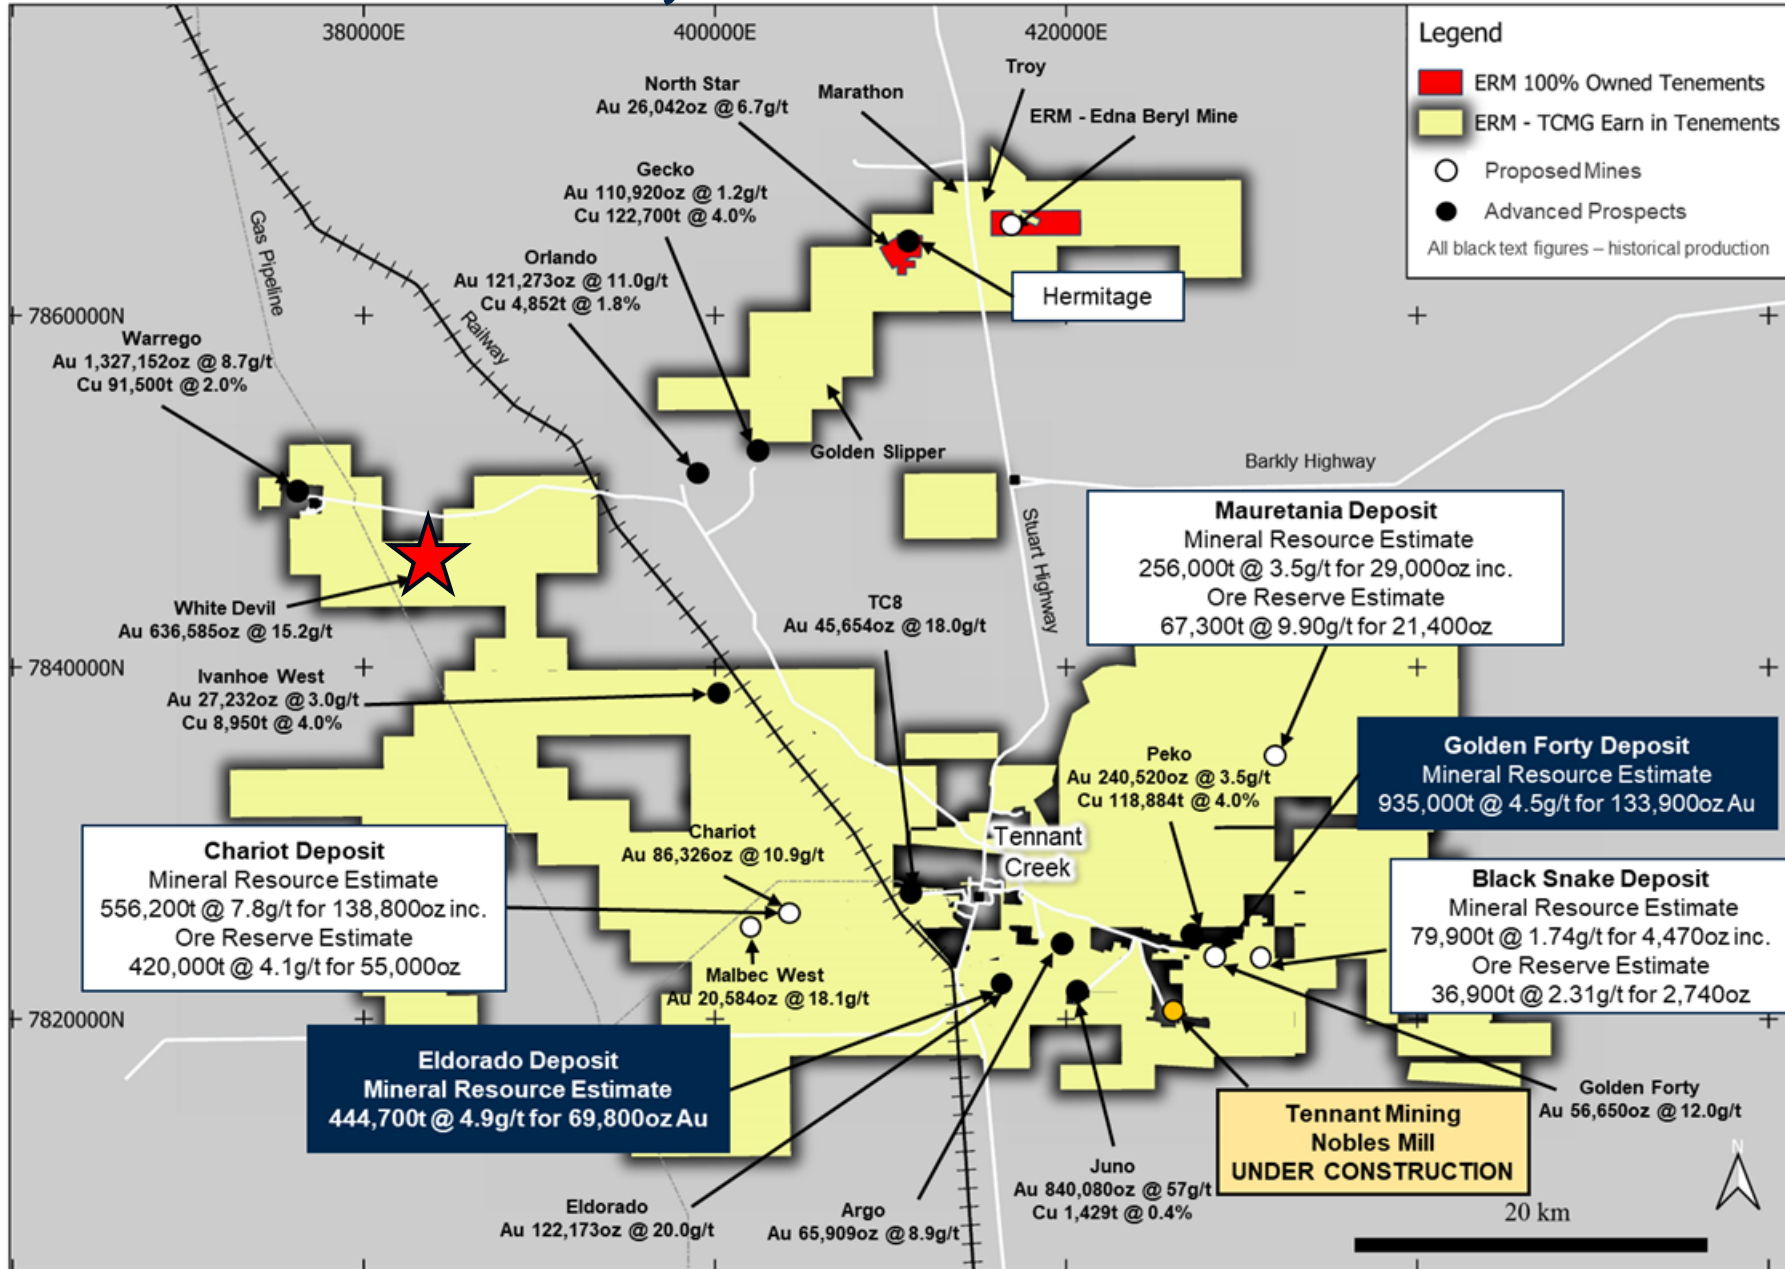 380000E
400000E
420000E
Legend
ERM 100% Owned Tenements
ERM - TCMG Earn in Tenements
Proposed Mines
Advanced Prospects
All black text figures – historical production
North Star
Au 26,042oz @ 6.7g/t
Marathon
Troy
ERM - Edna Beryl Mine
Gecko
Au 110,920oz @ 1.2g/t
Cu 122,700t @ 4.0%
Gas Pipeline
Orlando
Au 121,273oz @ 11.0g/t
Cu 4,852t @ 1.8%
Hermitage
7860000N
Railway
Warrego
Au 1,327,152oz @ 8.7g/t
Cu 91,500t @ 2.0%
Golden Slipper
Barkly Highway
Stuart Highway
Mauretania Deposit
Mineral Resource Estimate
256,000t @ 3.5g/t for 29,000oz inc.
Ore Reserve Estimate
67,300t @ 9.90g/t for 21,400oz
White Devil
Au 636,585oz @ 15.2g/t
TC8
Au 45,654oz @ 18.0g/t
7840000N
Ivanhoe West
Au 27,232oz @ 3.0g/t
Cu 8,950t @ 4.0%
Peko
Au 240,520oz @ 3.5g/t
Cu 118,884t @ 4.0%
Golden Forty Deposit
Mineral Resource Estimate
935,000t @ 4.5g/t for 133,900oz Au
Chariot
Au 86,326oz @ 10.9g/t
Tennant
Creek
Chariot Deposit
Mineral Resource Estimate
556,200t @ 7.8g/t for 138,800oz inc.
Ore Reserve Estimate
420,000t @ 4.1g/t for 55,000oz
Black Snake Deposit
Mineral Resource Estimate
79,900t @ 1.74g/t for 4,470oz inc.
Ore Reserve Estimate
36,900t @ 2.31g/t for 2,740oz
Malbec West
Au 20,584oz @ 18.1g/t
7820000N
Eldorado Deposit
Mineral Resource Estimate
444,700t @ 4.9g/t for 69,800oz Au
Golden Forty
Au 56,650oz @ 12.0g/t
Tennant Mining
Nobles Mill
UNDER CONSTRUCTION
Juno
Au 840,080oz @ 57g/t
Cu 1,429t @ 0.4%
Eldorado
Au 122,173oz @ 20.0g/t
Argo
Au 65,909oz @ 8.9g/t
N
20 km